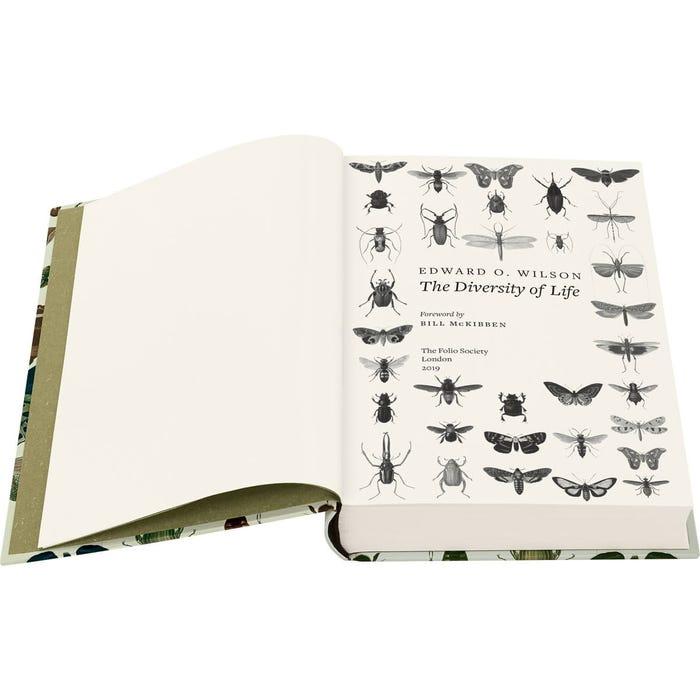 EDWARD O. WILSON
The Diversity of Life
Foreword by
BILL McKIBBEN
The Folio Society
London
2019